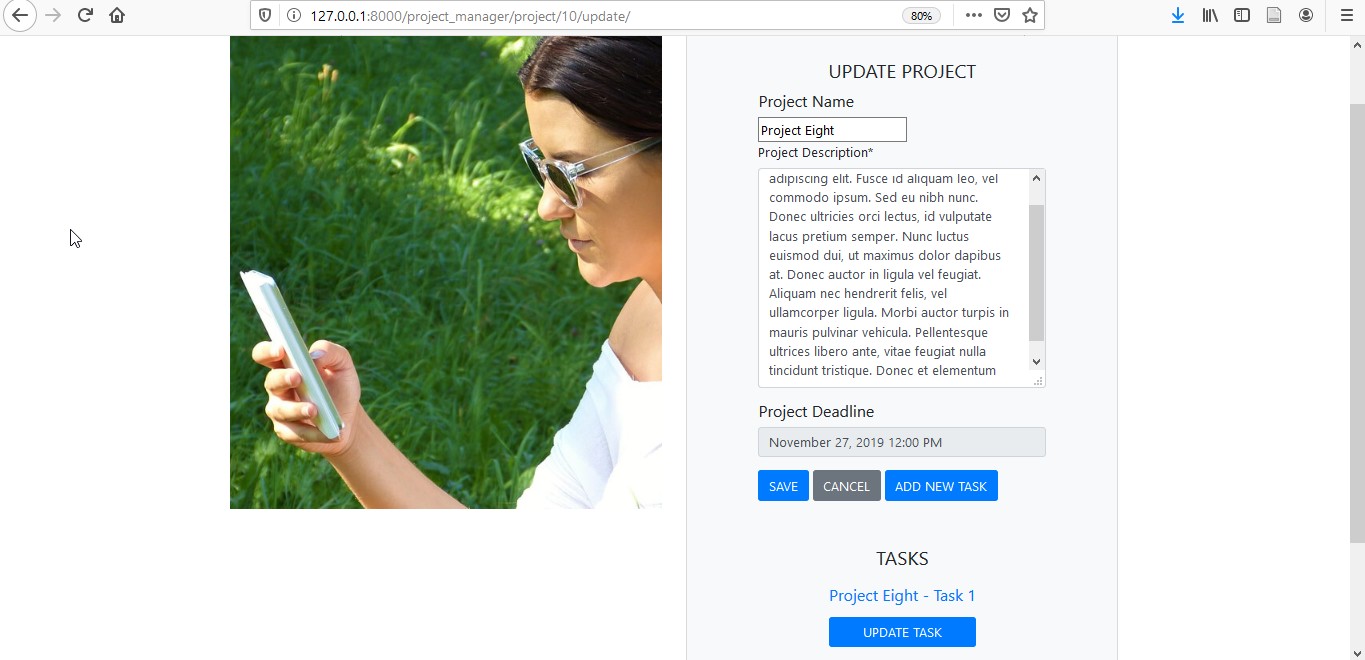 127.0.0.1:8000/project_manager/project/10/update/
80%
UPDATE PROJECT
Project Name
Project Eight
Project Description*
adipiscing elit. Fusce id aliquam leo, vel
commodo ipsum. Sed eu nibh nunc.
Donec ultricies orci lectus, id vulputate
lacus pretium semper. Nunc luctus
euismod dui, ut maximus dolor dapibus
at. Donec auctor in ligula vel feugiat.
Aliquam nec hendrerit felis, vel
ullamcorper ligula. Morbi auctor turpis in
mauris pulvinar vehicula. Pellentesque
ultrices libero ante, vitae feugiat nulla
tincidunt tristique. Donec et elementum
Project Deadline
November 27, 2019 12:00 PM
SAVE CANCEL ADD NEW TASK
TASKS
Project Eight - Task 1
UPDATE TASK